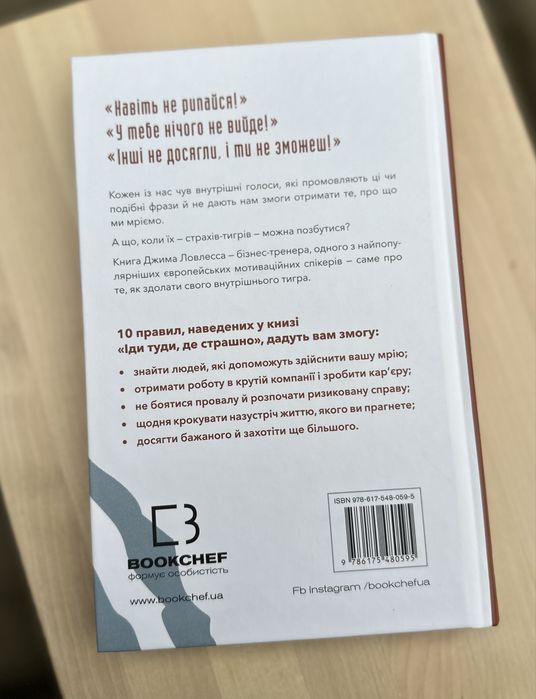 «Навіть не рипайся!»
«У тебе нічого не вийде!»
«Інші не досягли, і ти не зможеш!»
Кожен із нас чув внутрішні голоси, які промовляють ці чи
подібні фрази й не дають нам змоги отримати те, про що
ми мріємо.
А що, коли їх – страхів-тигрів – можна позбутися?
Книга Джима Ловлесса – бізнес-тренера, одного з найпопу-
лярніших європейських мотиваційних спікерів – саме про
те, як здолати свого внутрішнього тигра.
10 правил, наведених у книзі
«Іди туди, де страшно», дадуть вам змогу:
• знайти людей, які допоможуть здійснити вашу мрію;
• отримати роботу в крутій компанії і зробити кар’єру;
• не боятися провалу й розпочати ризиковану справу;
• щодня крокувати назустріч життю, якого ви прагнете;
• досягти бажаного й захотіти ще більшого.
BOOKCHEF
формує особистість
www.bookchef.ua
ISBN 978-617-548-059-5
9 786175 480595
Fb Instagram /bookchefua